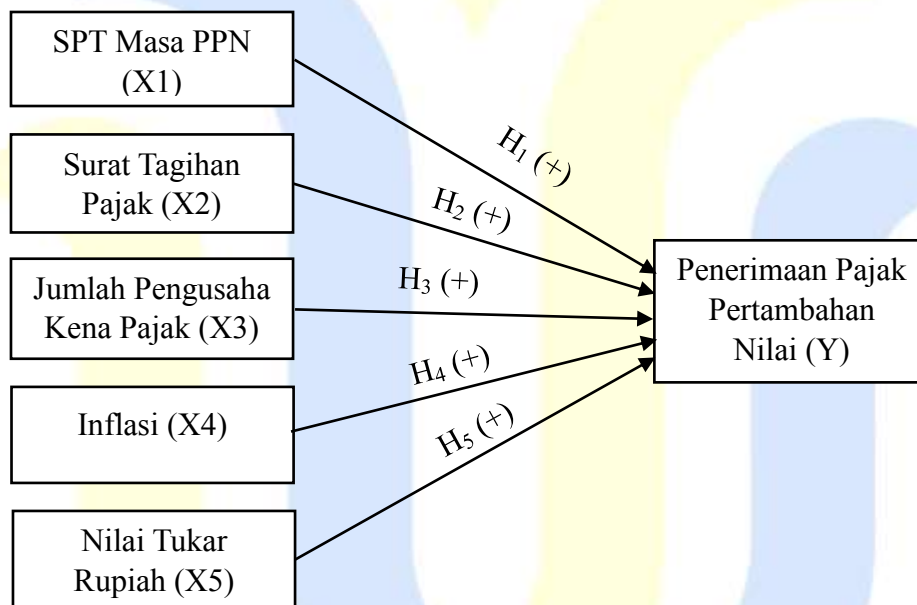 SPT Masa PPN
(X1)
Surat Tagihan
Pajak (X2)
Jumlah Pengusaha
Kena Pajak (X3)
Inflasi (X4)
Nilai Tukar
Rupiah (X5)
H₁ (+)
H₂ (+)
H₃ (+)
H₄ (+)
H₅ (+)
Penerimaan Pajak
Pertambahan
Nilai (Y)